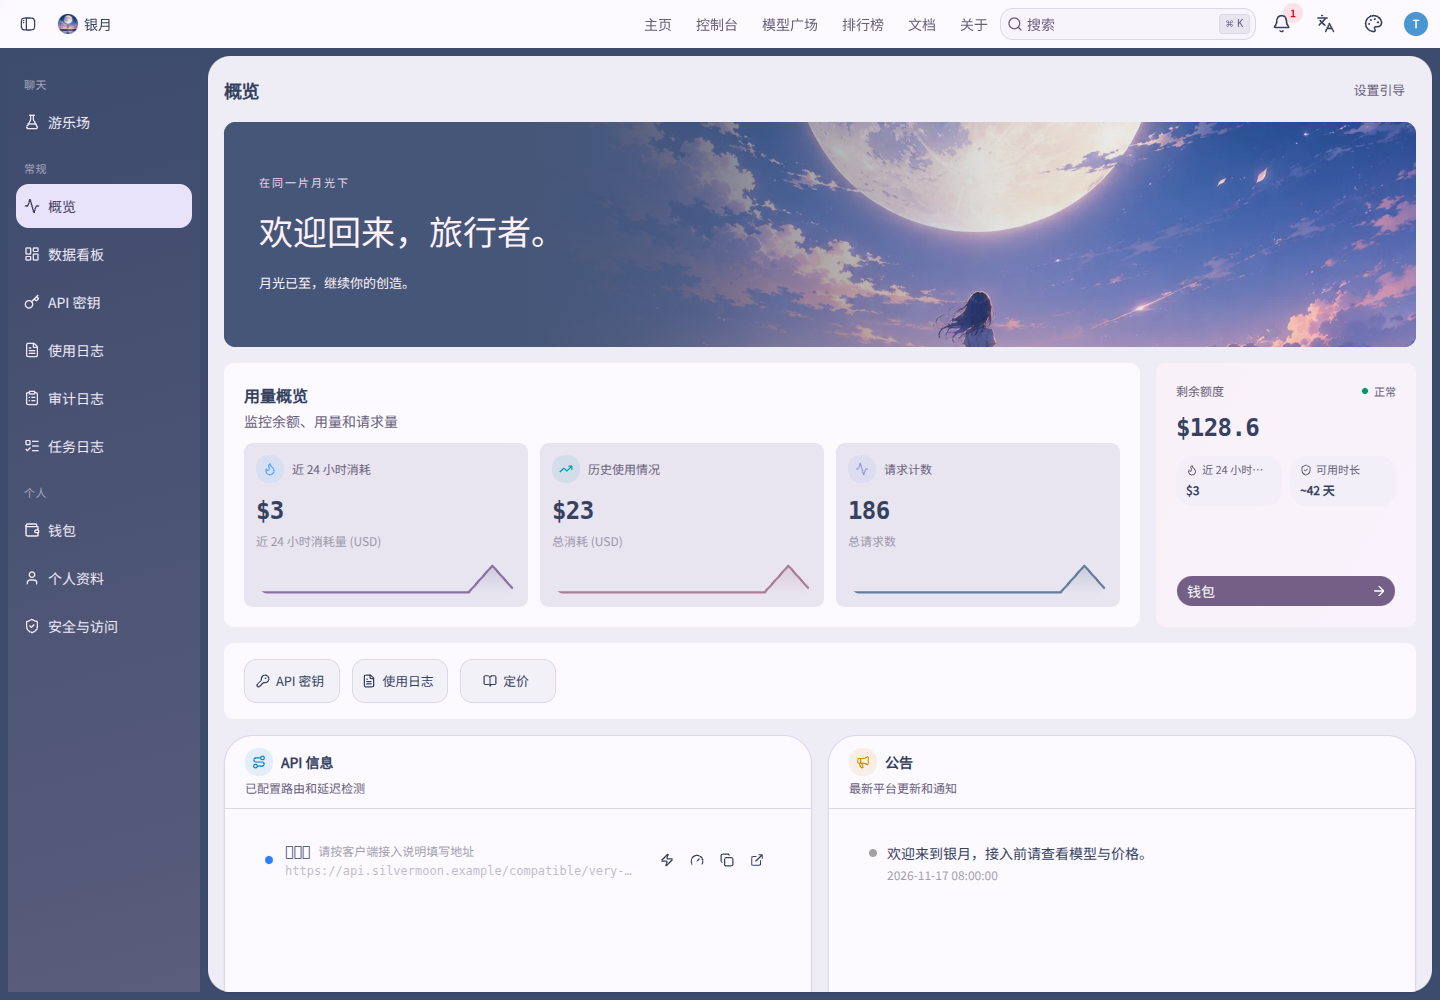 银月
主页
控制台
模型广场
排行榜
文档
关于
搜索
⌘ K
1
T
聊天
游乐场
常规
概览
数据看板
API 密钥
使用日志
审计日志
任务日志
个人
钱包
个人资料
安全与访问
概览
设置引导
在同一片月光下
欢迎回来，旅行者。
月光已至，继续你的创造。
用量概览
监控余额、用量和请求量
近 24 小时消耗
$3
近 24 小时消耗量 (USD)
历史使用情况
$23
总消耗 (USD)
请求计数
186
总请求数
剩余额度
正常
$128.6
近 24 小时…
$3
可用时长
~42 天
钱包
API 密钥
使用日志
定价
API 信息
已配置路由和延迟检测
请按客户端接入说明填写地址
https://api.silvermoon.example/compatible/very-…
公告
最新平台更新和通知
欢迎来到银月，接入前请查看模型与价格。
2026-11-17 08:00:00